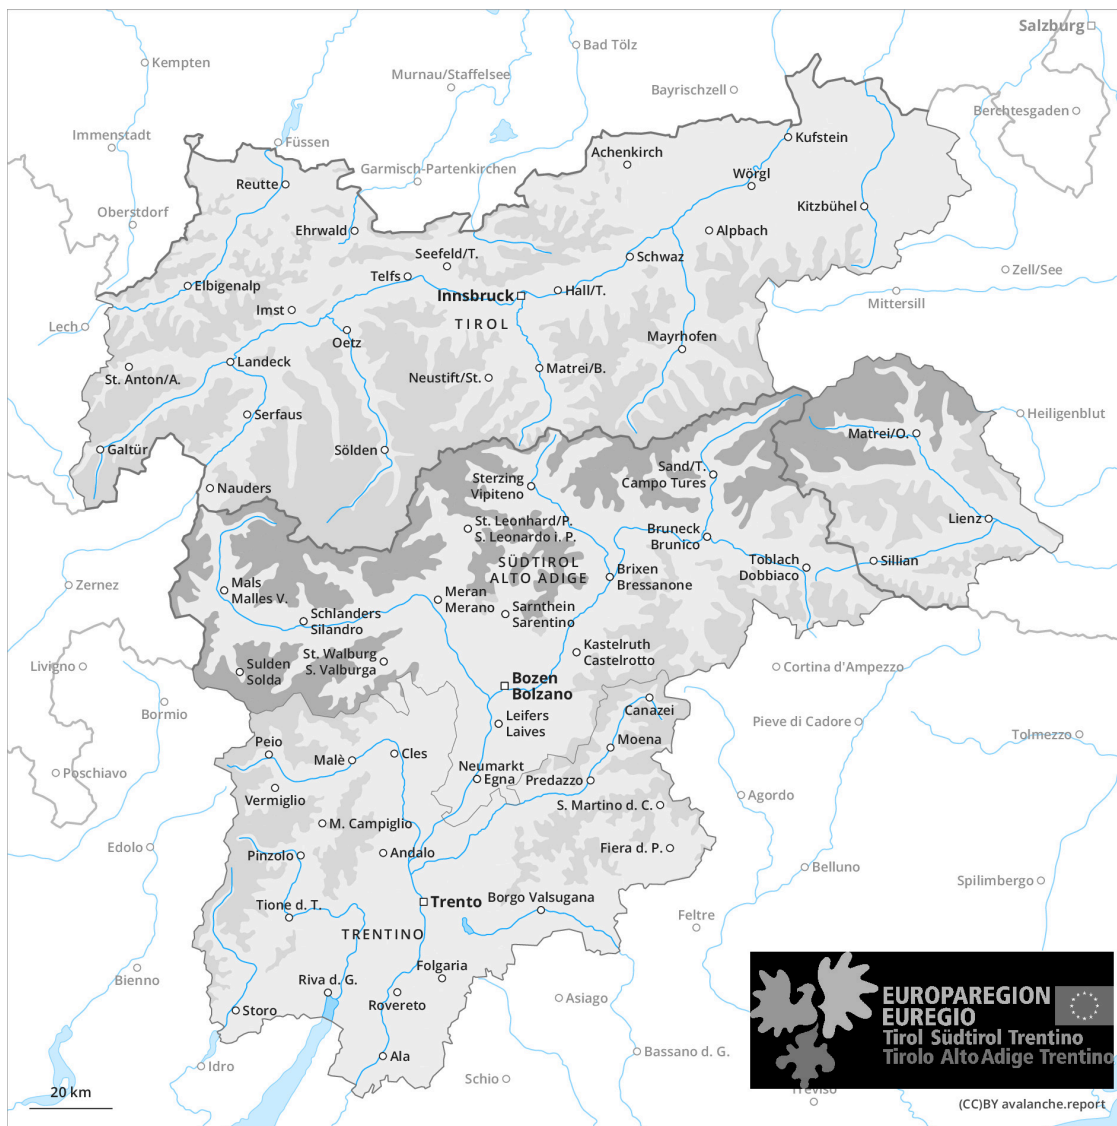 Salzburg
Bad Tölz
Kempten
Murnau/Staffelsee
Bayrischzell
Berchtesgaden
Immenstadt
Füssen
Kufstein
Achenkirch
Garmisch-Partenkirchen
Wörgl
Reutte
Oberstdorf
Kitzbühel
Ehrwald
Alpbach
Seefeld/T.
Schwaz
Zell/See
Telfs
Elbigenalp
Hall/T.
Innsbruck
Mittersill
Imst
TIROL
Lech
Oetz
Mayrhofen
Landeck
Matrei/B.
St. Anton/A.
Neustift/St.
Serfaus
Heiligenblut
Matrei/O.
Galtür
Sölden
Sand/T.
Campo Tures
Sterzing
Vipiteno
Nauders
St. Leonhard/P.
S. Leonardo i. P.
Lienz
Bruneck
Brunico
SÜDTIROL
ALTO ADIGE
Toblach
Dobbiaco
Sillian
Brixen
Bressanone
Zernez
Mals
Malles V.
Meran
Merano
Schlanders
Silandro
Sarnthein
Sarentino
Kastelruth
Castelrotto
St. Walburg
S. Valburga
Livigno
Sulden
Solda
Cortina d'Ampezzo
Bozen
Bolzano
Bormio
Canazei
Leifers
Laives
Pieve di Cadore
Tolmezzo
Moena
Peio
Cles
Malè
Neumarkt
Egna
Poschiavo
Predazzo
Vermiglio
Agordo
S. Martino d. C.
M. Campiglio
Edolo
Pinzolo
Andalo
Fiera d. P.
Belluno
Spilimbergo
Borgo Valsugana
Trento
Tione d. T.
Feltre
TRENTINO
Folgaria
Bienno
Riva d. G.
Rovereto
Asiago
Storo
EUROPAREGION
EUREGIO
Tirol Südtirol Trentino
Tirolo Alto Adige Trentino
Ala
Bassano d. G.
Idro
Schio
20 km
Treviso
(CC)BY avalanche.report